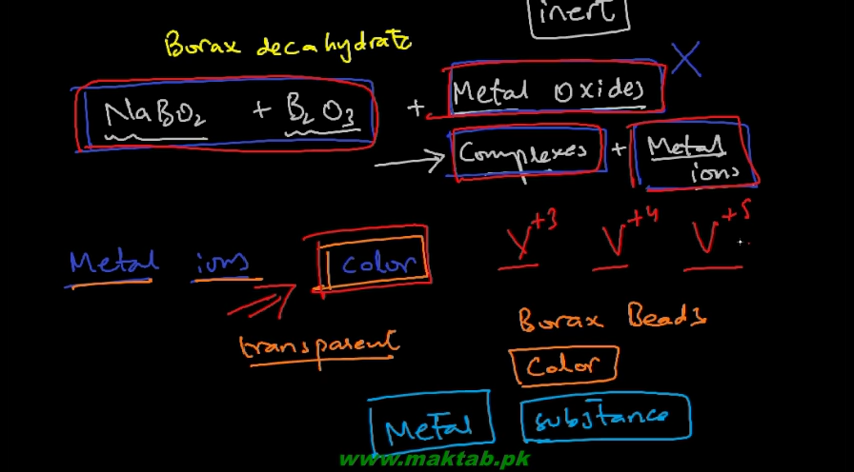 inert
Borax decahydrate
NaBO2 + B2O3 + Metal Oxides X
→ Complexes + Metal ions
V+3 V+4 V+5
Metal ions color
transparent
Borax Beads
Color
Metal substance
www.maktab.pk